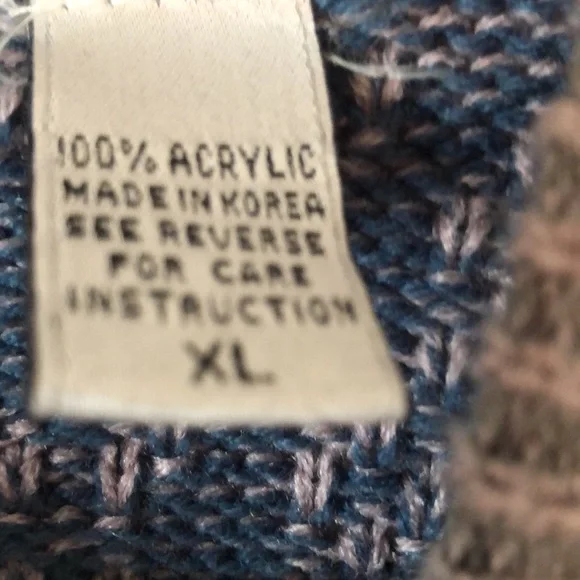 100% ACRYLIC
MADE IN KOREA
SEE REVERSE
FOR CARE
INSTRUCTION
XL